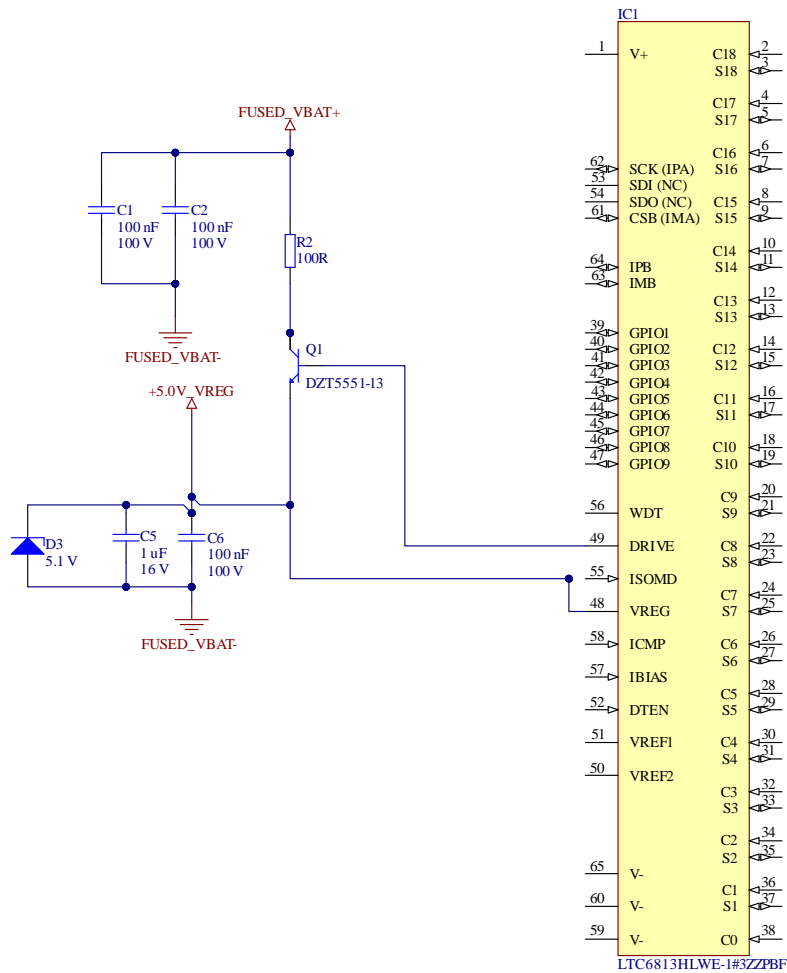 IC1
1 V+ C18 2
S18 3
C17 4
S17 5
FUSED_VBAT+
C16 6
62 SCK (IPA) S16 7
53 SDI (NC)
54 SDO (NC) C15 8
61 CSB (IMA) S15 9
C1
100 nF
100 V
C2
100 nF
100 V
R2
100R
C14 10
64 IPB S14 11
63 IMB
C13 12
S13 13
39 GPIO1
40 GPIO2 C12 14
41 GPIO3 S12 15
42 GPIO4
43 GPIO5 C11 16
44 GPIO6 S11 17
45 GPIO7
46 GPIO8 C10 18
47 GPIO9 S10 19
FUSED_VBAT-
Q1
DZT5551-13
+5.0V_VREG
C9 20
56 WDT S9 21
49 DRIVE C8 22
S8 23
55 ISOMD
C7 24
48 VREG S7 25
D3
5.1 V
C5
1 uF
16 V
C6
100 nF
100 V
FUSED_VBAT-
58 ICMP C6 26
S6 27
57 IBIAS
C5 28
52 DTEN S5 29
51 VREF1 C4 30
S4 31
50 VREF2
C3 32
S3 33
C2 34
S2 35
65 V-
C1 36
60 V- S1 37
59 V- C0 38
LTC6813HLWE-1#3ZZPBF